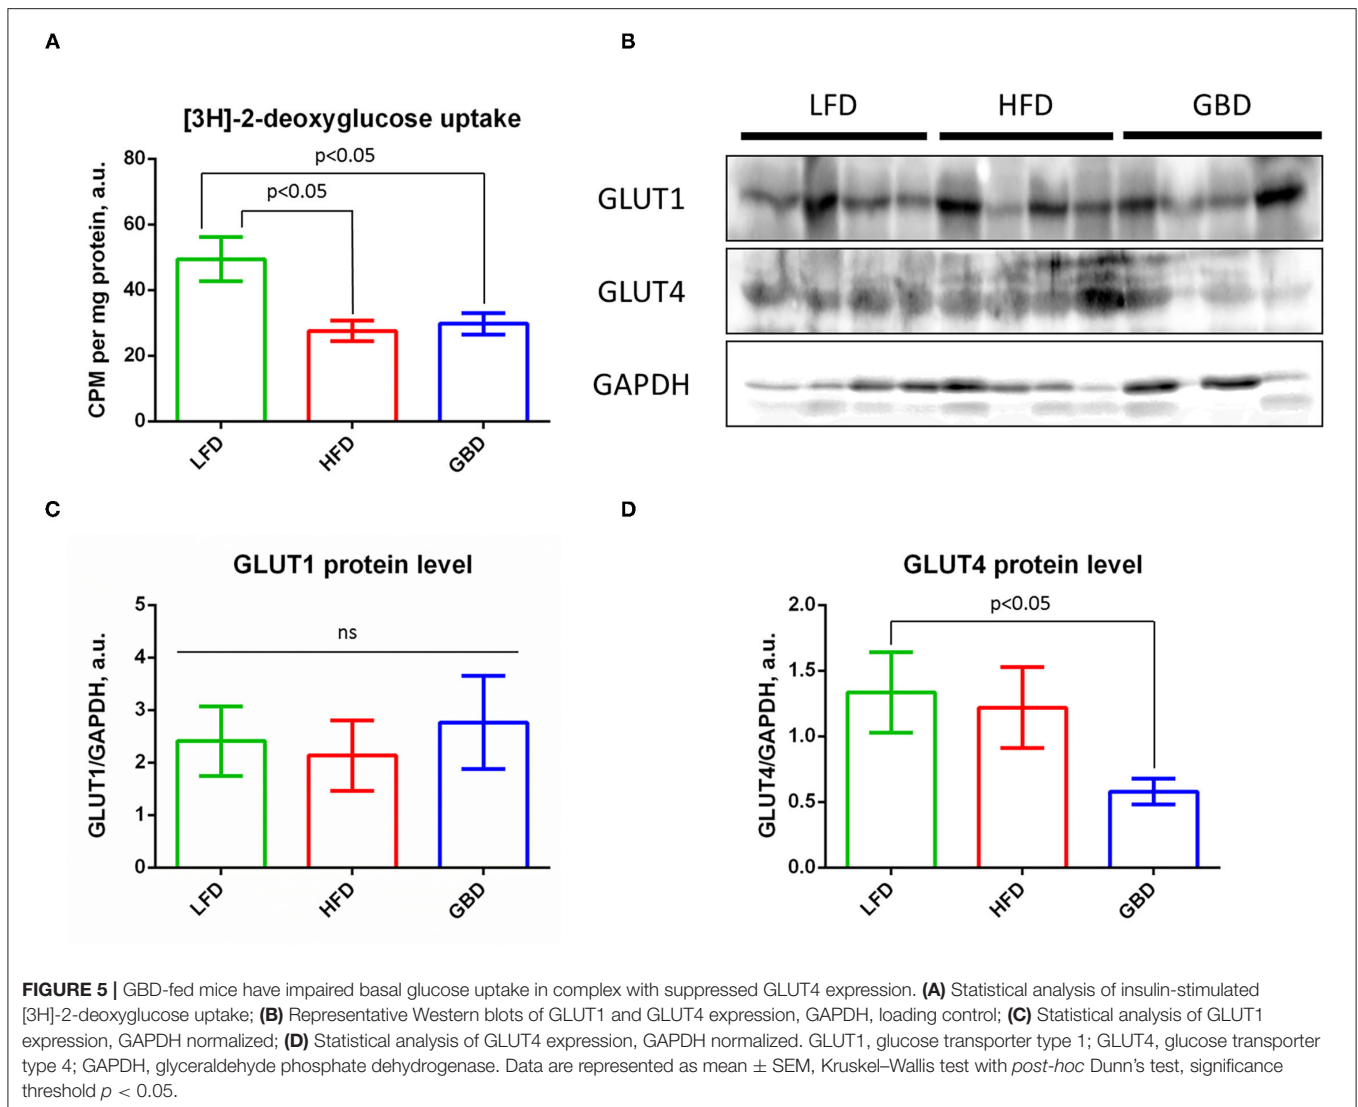 A
[3H]-2-deoxyglucose uptake
CPM per mg protein, a.u.
80
60
40
20
0
p<0.05
p<0.05
LFD
HFD
GBD
B
LFD HFD GBD
GLUT1
GLUT4
GAPDH
C
GLUT1 protein level
GLUT1/GAPDH, a.u.
5
4
3
2
1
0
ns
LFD
HFD
GBD
D
GLUT4 protein level
GLUT4/GAPDH, a.u.
2.0
1.5
1.0
0.5
0.0
p<0.05
LFD
HFD
GBD
FIGURE 5 | GBD-fed mice have impaired basal glucose uptake in complex with suppressed GLUT4 expression. (A) Statistical analysis of insulin-stimulated
[3H]-2-deoxyglucose uptake; (B) Representative Western blots of GLUT1 and GLUT4 expression, GAPDH, loading control; (C) Statistical analysis of GLUT1
expression, GAPDH normalized; (D) Statistical analysis of GLUT4 expression, GAPDH normalized. GLUT1, glucose transporter type 1; GLUT4, glucose transporter
type 4; GAPDH, glyceraldehyde phosphate dehydrogenase. Data are represented as mean ± SEM, Kruskel–Wallis test with post-hoc Dunn's test, significance
threshold p < 0.05.